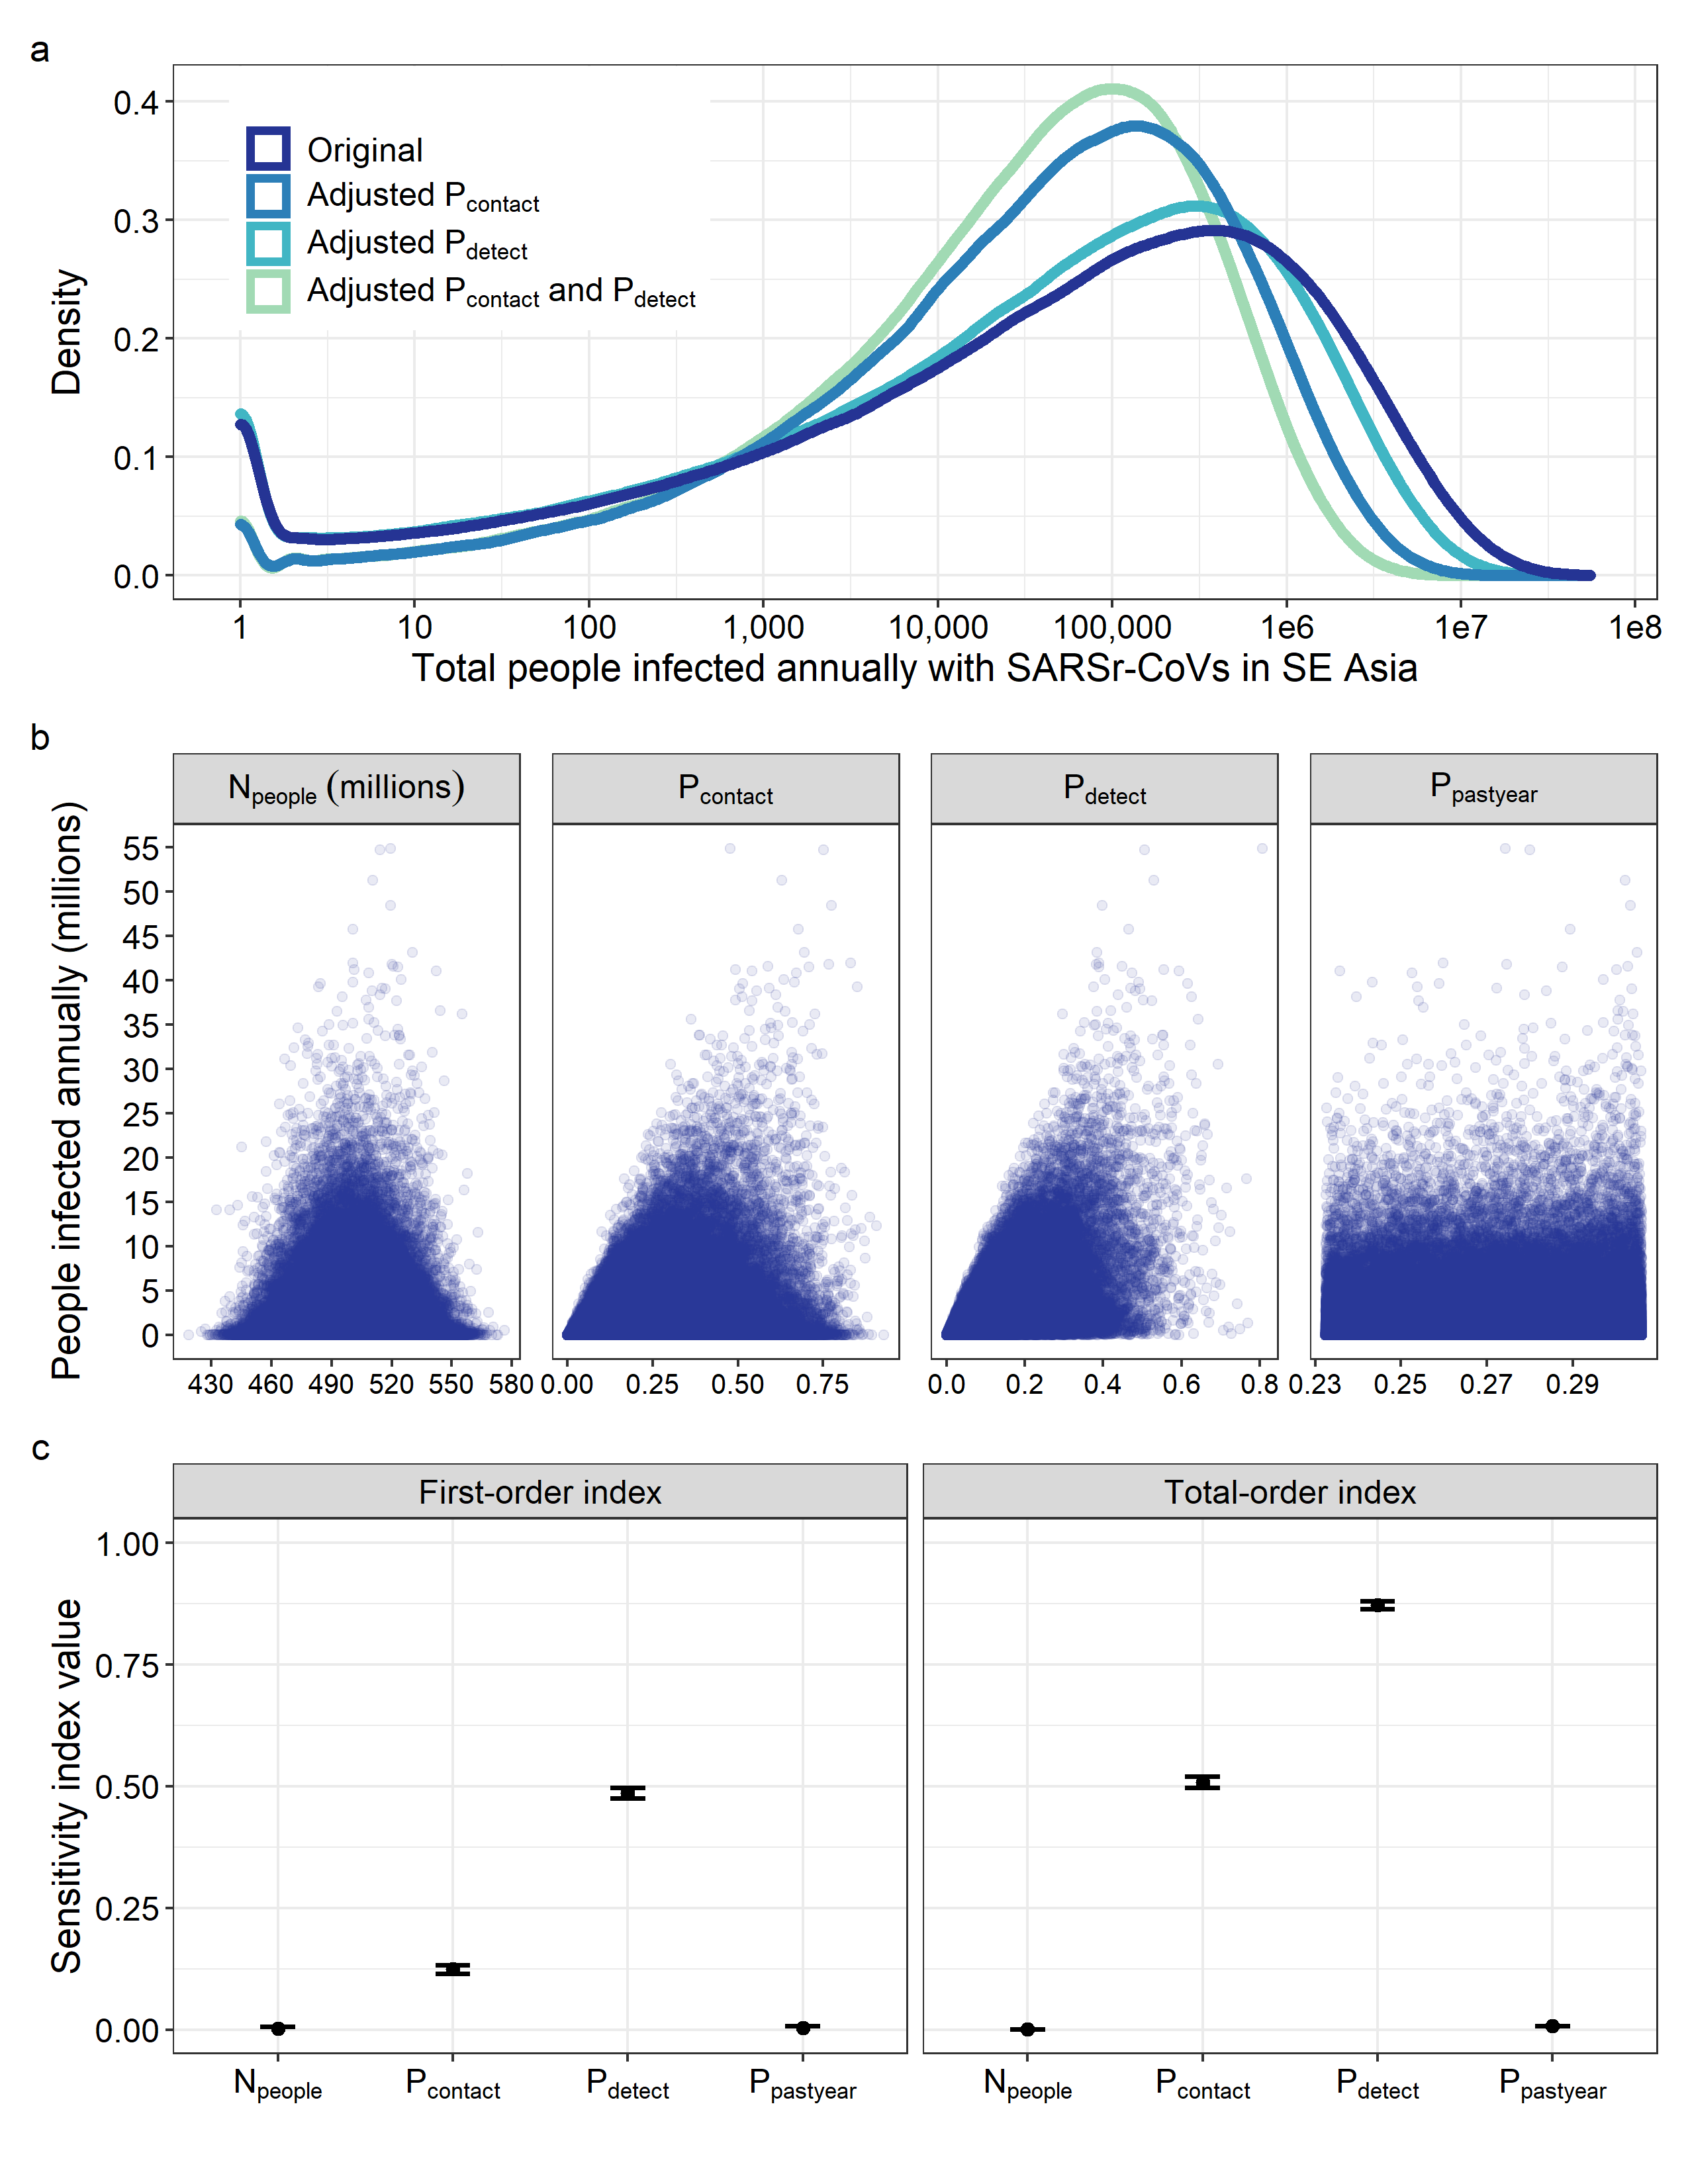 a
0.4
0.3
0.2
0.1
0.0
Density
Original
Adjusted Pcontact
Adjusted Pdetect
Adjusted Pcontact and Pdetect
1 10 100 1,000 10,000 100,000 1e6 1e7 1e8
Total people infected annually with SARSr-CoVs in SE Asia
b
Npeople (millions) Pcontact Pdetect Ppastyear
People infected annually (millions)
55
50
45
40
35
30
25
20
15
10
5
0
430 460 490 520 550 580 0.00 0.25 0.50 0.75 0.0 0.2 0.4 0.6 0.8 0.23 0.25 0.27 0.29
c
First-order index Total-order index
Sensitivity index value
1.00
0.75
0.50
0.25
0.00
Npeople Pcontact Pdetect Ppastyear Npeople Pcontact Pdetect Ppastyear